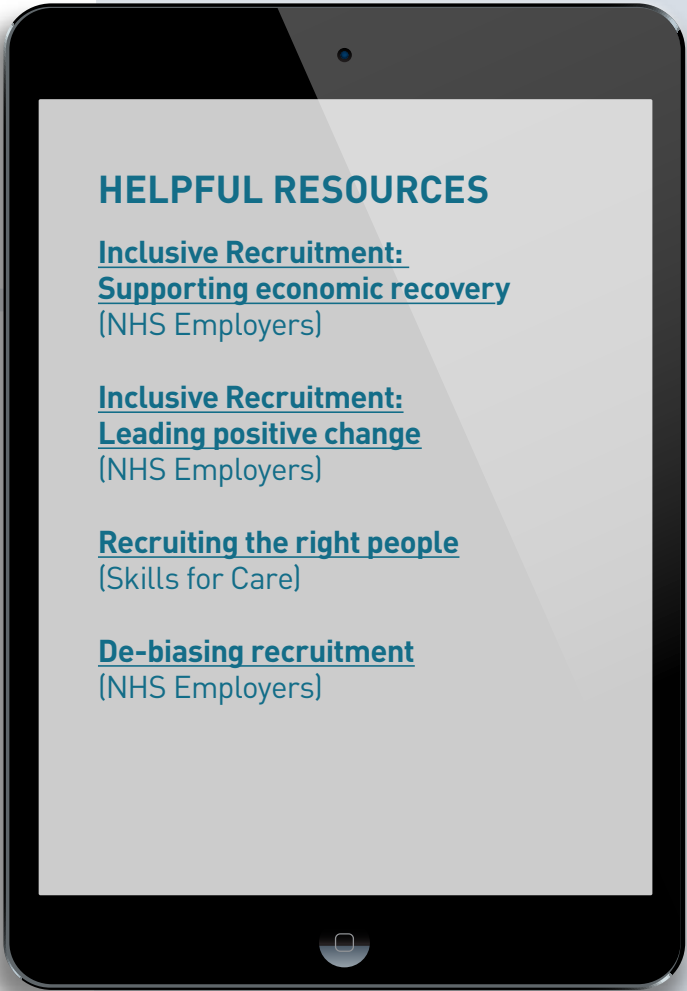 HELPFUL RESOURCES
Inclusive Recruitment:
Supporting economic recovery
(NHS Employers)
Inclusive Recruitment:
Leading positive change
(NHS Employers)
Recruiting the right people
(Skills for Care)
De-biasing recruitment
(NHS Employers)